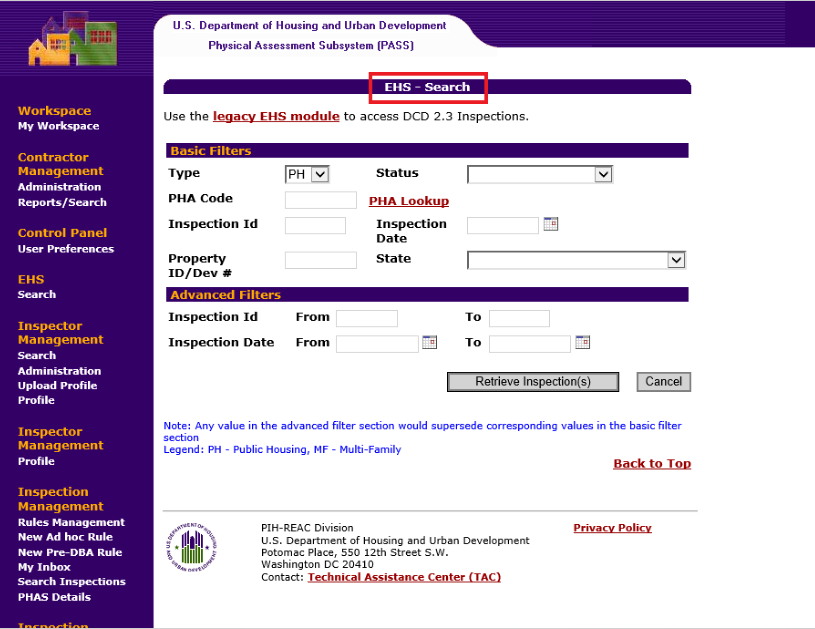 U.S. Department of Housing and Urban Development
Physical Assessment Subsystem (PASS)
Workspace
My Workspace
Contractor
Management
Administration
Reports/Search
Control Panel
User Preferences
EHS
Search
Inspector
Management
Search
Administration
Upload Profile
Profile
Inspector
Management
Profile
Inspection
Management
Rules Management
New Ad hoc Rule
New Pre-DBA Rule
My Inbox
Search Inspections
PHAS Details
Inspection
EHS - Search
Use the legacy EHS module to access DCD 2.3 Inspections.
Basic Filters
Type PH Status
PHA Code PHA Lookup
Inspection Id Inspection
Date
Property State
ID/Dev #
Advanced Filters
Inspection Id From To
Inspection Date From To
Retrieve Inspection(s) Cancel
Note: Any value in the advanced filter section would supersede corresponding values in the basic filter
section
Legend: PH - Public Housing, MF - Multi-Family
Back to Top
PIH-REAC Division Privacy Policy
U.S. Department of Housing and Urban Development
Potomac Place, 550 12th Street S.W.
Washington DC 20410
Contact: Technical Assistance Center (TAC)